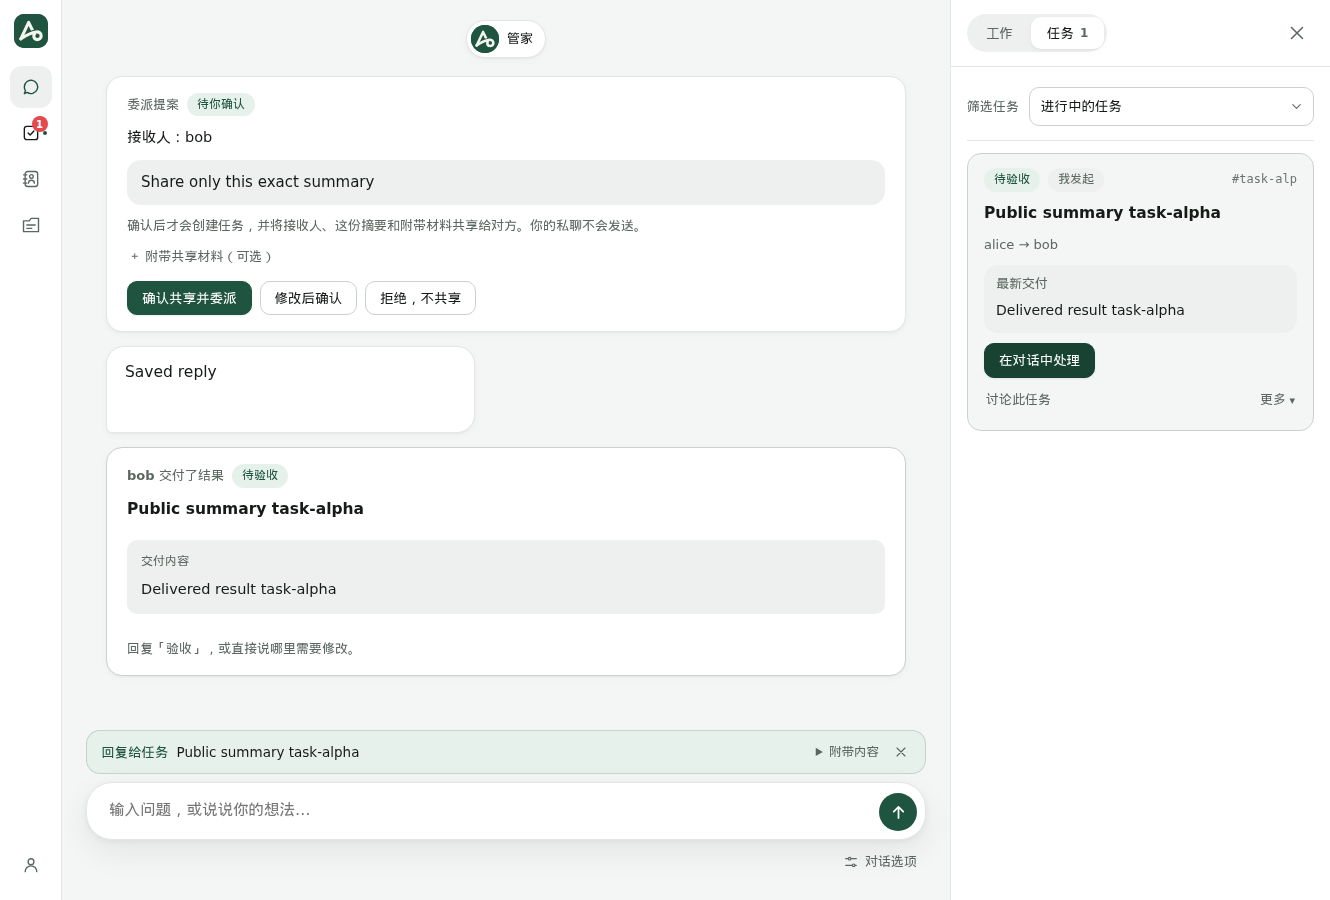 管家
1
委派提案 待你确认
接收人：bob
Share only this exact summary
确认后才会创建任务，并将接收人、这份摘要和附带材料共享给对方。你的私聊不会发送。
+ 附带共享材料（可选）
确认共享并委派 修改后确认 拒绝，不共享
Saved reply
bob 交付了结果 待验收
Public summary task-alpha
交付内容
Delivered result task-alpha
回复「验收」，或直接说哪里需要修改。
回复给任务 Public summary task-alpha ▶ 附带内容
输入问题，或说说你的想法...
对话选项
工作 任务 1
筛选任务 进行中的任务
待验收 我发起 #task-alp
Public summary task-alpha
alice → bob
最新交付
Delivered result task-alpha
在对话中处理
讨论此任务 更多 ▾